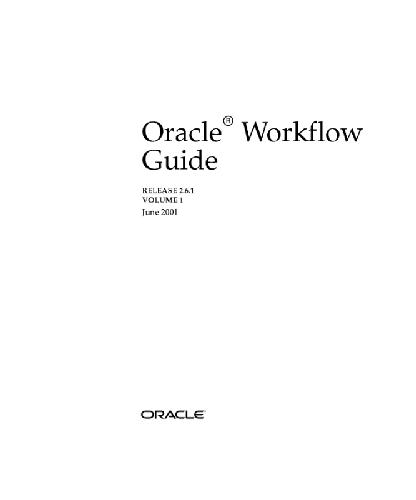 Oracle® Workflow
Guide
RELEASE 2.6.1
VOLUME 1
June 2001
ORACLE®